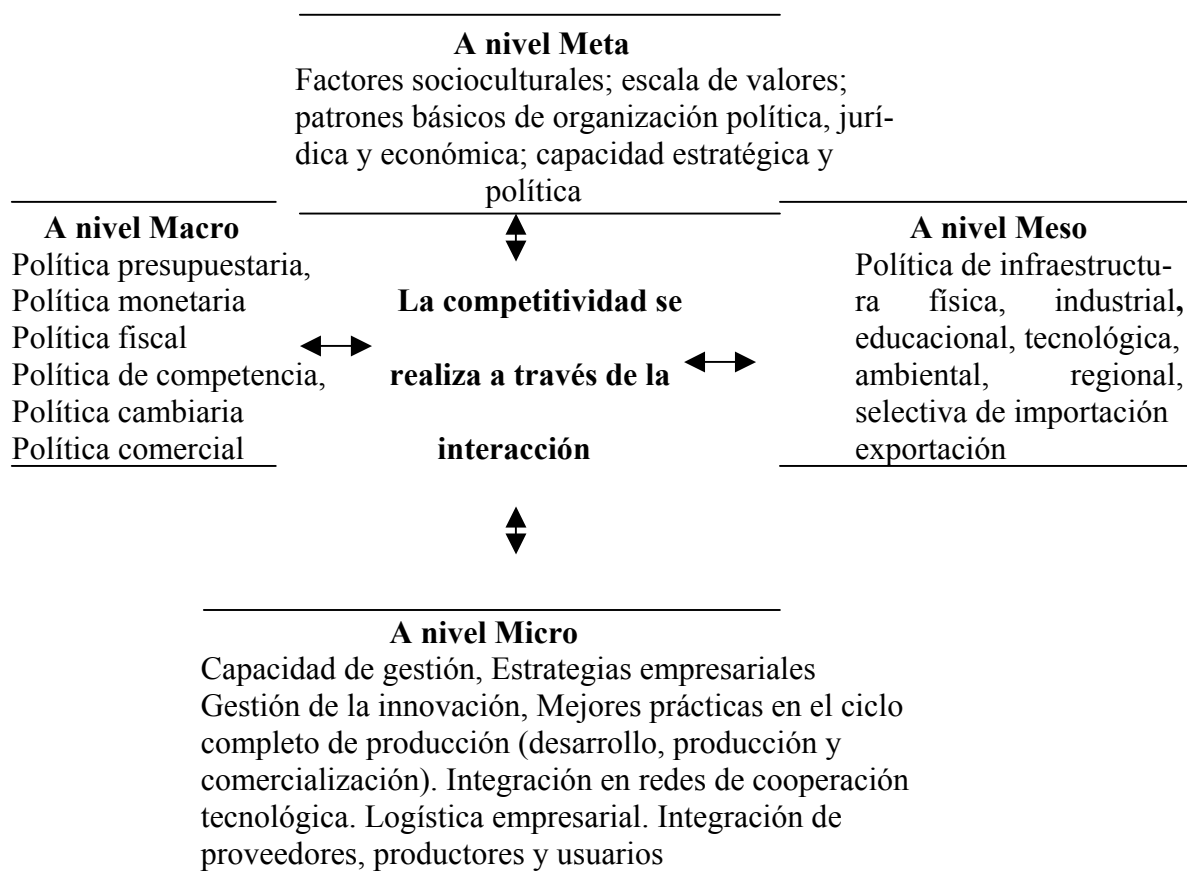 A nivel Meta
Factores socioculturales; escala de valores;
patrones básicos de organización política, jurí-
dica y económica; capacidad estratégica y
política
A nivel Macro
Política presupuestaria,
Política monetaria
Política fiscal
Política de competencia,
Política cambiaria
Política comercial
La competitividad se
realiza a través de la
interacción
A nivel Meso
Política de infraestructu-
ra física, industrial,
educacional, tecnológica,
ambiental, regional,
selectiva de importación
exportación
A nivel Micro
Capacidad de gestión, Estrategias empresariales
Gestión de la innovación, Mejores prácticas en el ciclo
completo de producción (desarrollo, producción y
comercialización). Integración en redes de cooperación
tecnológica. Logística empresarial. Integración de
proveedores, productores y usuarios